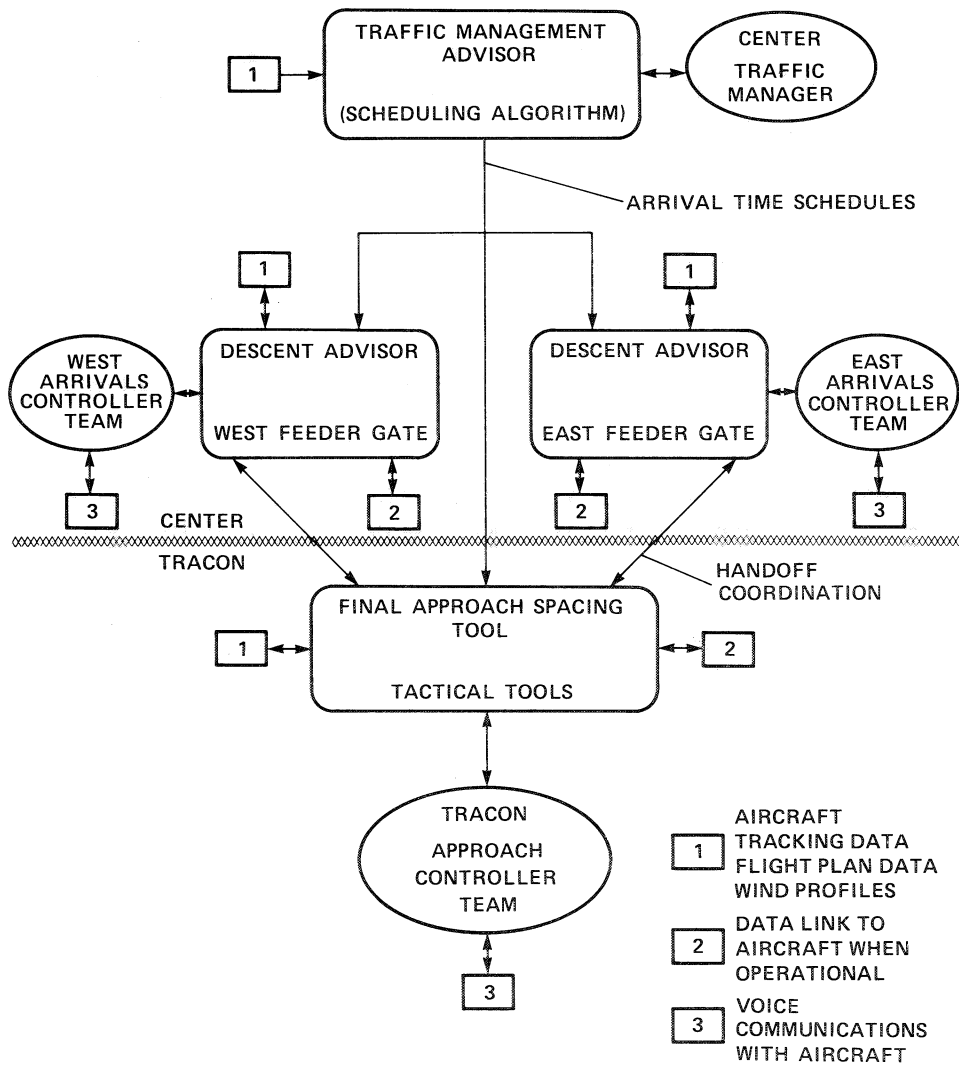 TRAFFIC MANAGEMENT
ADVISOR
(SCHEDULING ALGORITHM)
1
CENTER
TRAFFIC
MANAGER
ARRIVAL TIME SCHEDULES
1
1
WEST
ARRIVALS
CONTROLLER
TEAM
DESCENT ADVISOR
WEST FEEDER GATE
DESCENT ADVISOR
EAST FEEDER GATE
EAST
ARRIVALS
CONTROLLER
TEAM
3
2
2
3
CENTER
TRACON
HANDOFF
COORDINATION
FINAL APPROACH SPACING
TOOL
TACTICAL TOOLS
1
2
TRACON
APPROACH
CONTROLLER
TEAM
3
1
AIRCRAFT
TRACKING DATA
FLIGHT PLAN DATA
WIND PROFILES
2
DATA LINK TO
AIRCRAFT WHEN
OPERATIONAL
3
VOICE
COMMUNICATIONS
WITH AIRCRAFT